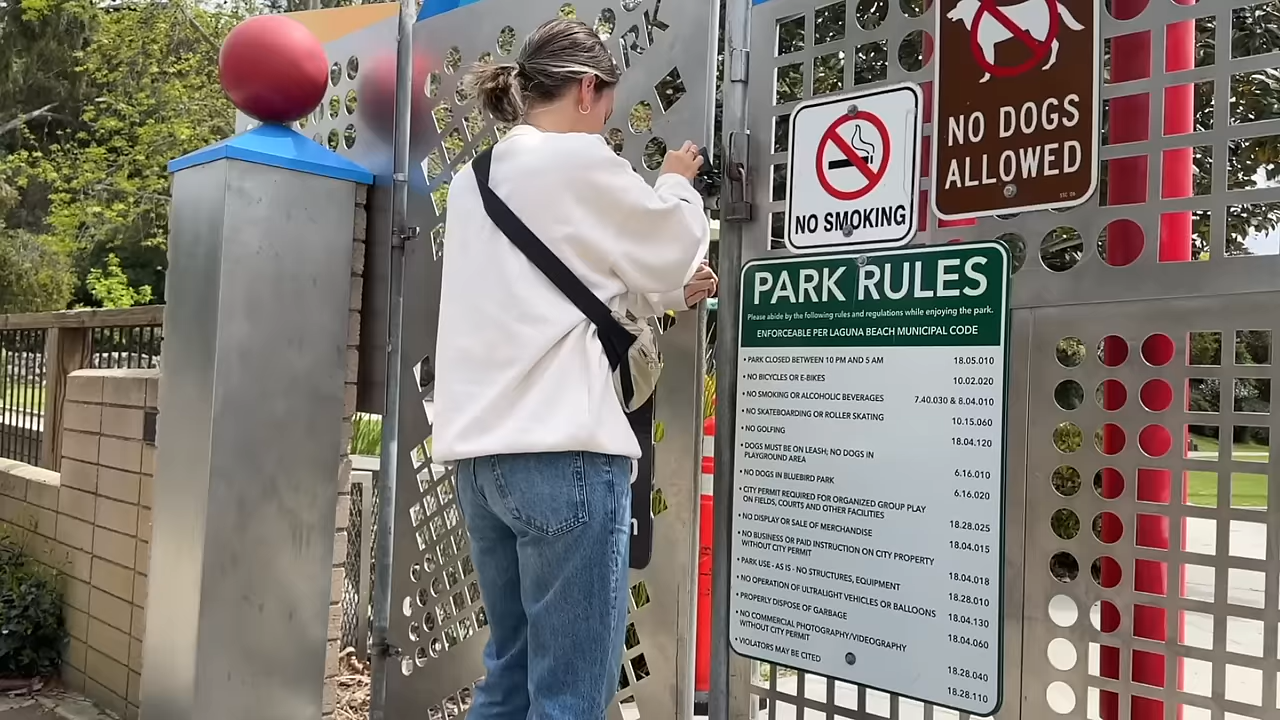 RK
NO DOGS
ALLOWED
NO SMOKING
PARK RULES
Please abide by the following rules and regulations while enjoying the park.
ENFORCEABLE PER LAGUNA BEACH MUNICIPAL CODE
• PARK CLOSED BETWEEN 10 PM AND 5 AM 18.05.010
• NO BICYCLES OR E-BIKES 10.02.020
• NO SMOKING OR ALCOHOLIC BEVERAGES 7.40.030 & 8.04.010
• NO SKATEBOARDING OR ROLLER SKATING 10.15.060
• NO GOLFING 18.04.120
• DOGS MUST BE ON LEASH; NO DOGS IN
PLAYGROUND AREA 6.16.010
• NO DOGS IN BLUEBIRD PARK 6.16.020
• CITY PERMIT REQUIRED FOR ORGANIZED GROUP PLAY
ON FIELDS, COURTS AND OTHER FACILITIES 18.28.025
• NO DISPLAY OR SALE OF MERCHANDISE 18.04.015
• NO BUSINESS OR PAID INSTRUCTION ON CITY PROPERTY
WITHOUT CITY PERMIT 18.04.018
• PARK USE - AS IS - NO STRUCTURES, EQUIPMENT 18.28.010
• NO OPERATION OF ULTRALIGHT VEHICLES OR BALLOONS 18.04.130
• PROPERLY DISPOSE OF GARBAGE 18.04.060
• NO COMMERCIAL PHOTOGRAPHY/VIDEOGRAPHY
WITHOUT CITY PERMIT 18.28.040
• VIOLATORS MAY BE CITED 18.28.110